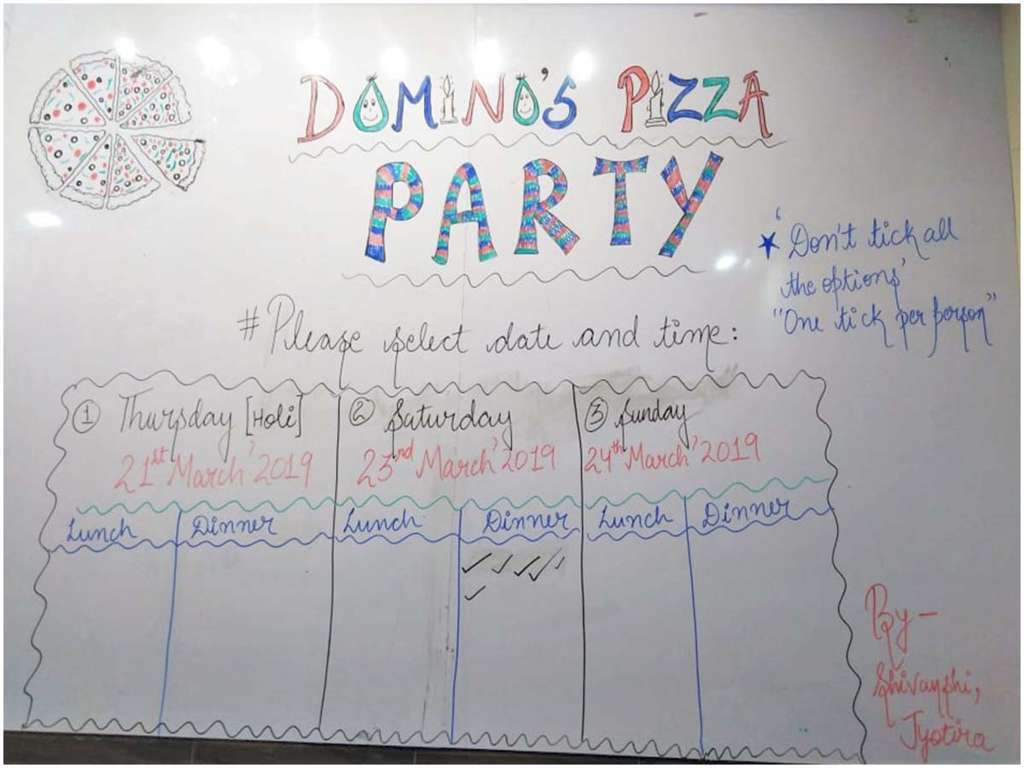 DOMINO'S PIZZA
PARTY
* 'Don't tick all
the options'
"One tick per person"
# Please select date and time:
① Thursday [Holi]
21st March' 2019
② Saturday
23nd March' 2019
③ Sunday
24th March' 2019
Lunch Dinner Lunch Dinner Lunch Dinner
By -
Shivanshi,
Jyotira